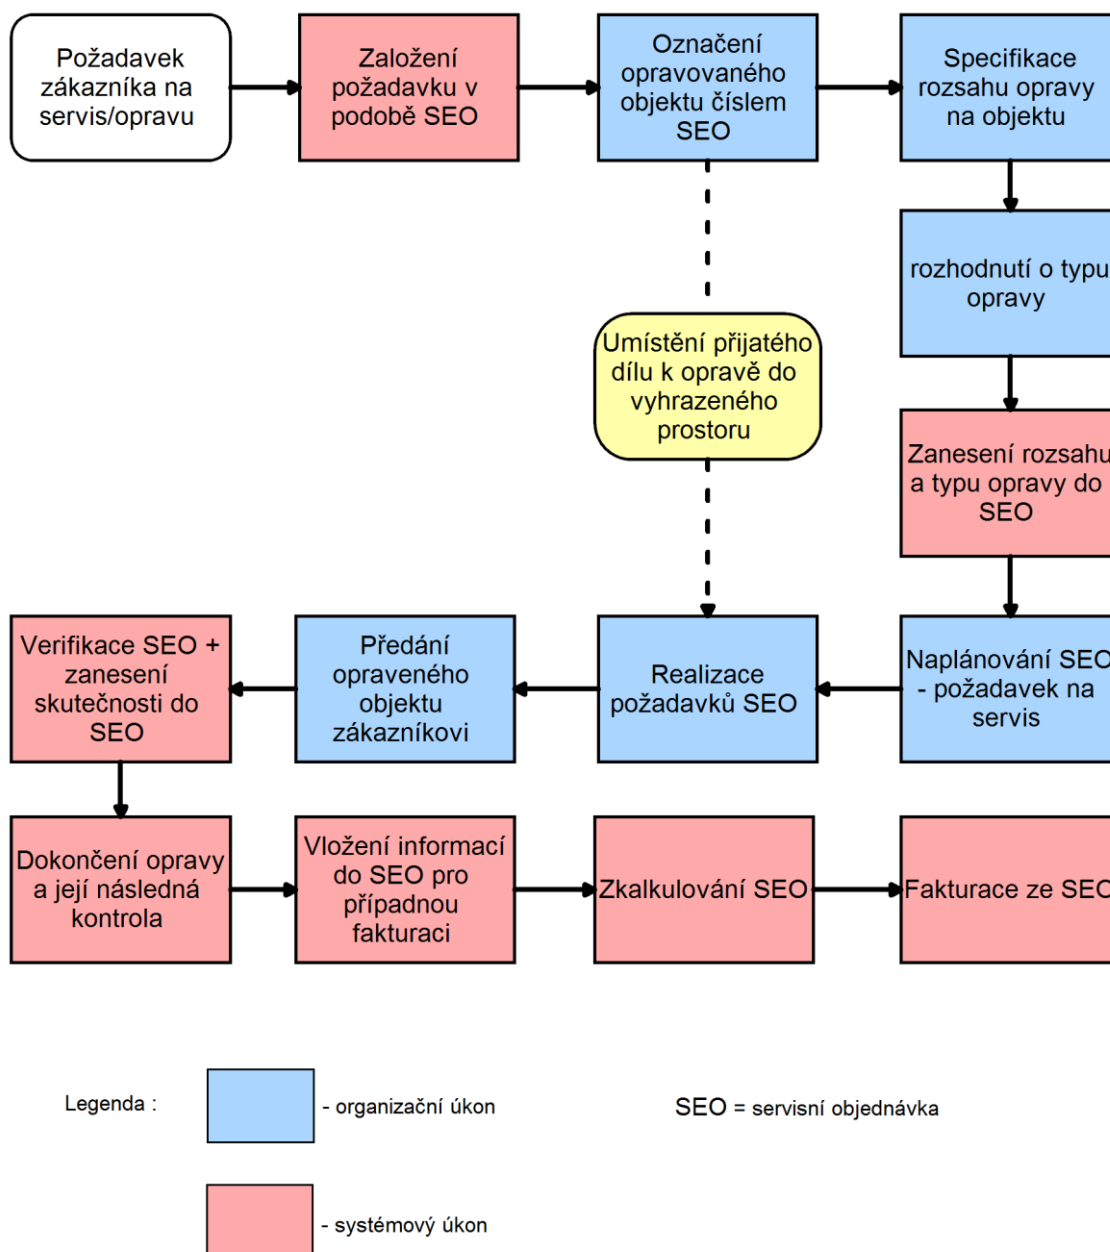 Požadavek
zákazníka na
servis/opravu
Založení
požadavku v
podobě SEO
Označení
opravovaného
objektu číslem
SEO
Specifikace
rozsahu opravy
na objektu
rozhodnutí o typu
opravy
Umístění přijatého
dílu k opravě do
vyhrazeného
prostoru
Zanesení rozsahu
a typu opravy do
SEO
Verifikace SEO +
zanesení
skutečnosti do
SEO
Předání
opraveného
objektu
zákazníkovi
Realizace
požadavků SEO
Naplánování SEO
- požadavek na
servis
Dokončení opravy
a její následná
kontrola
Vložení informací
do SEO pro
případnou
fakturaci
Zkalkulování SEO
Fakturace ze SEO
Legenda :
- organizační úkon
SEO = servisní objednávka
- systémový úkon